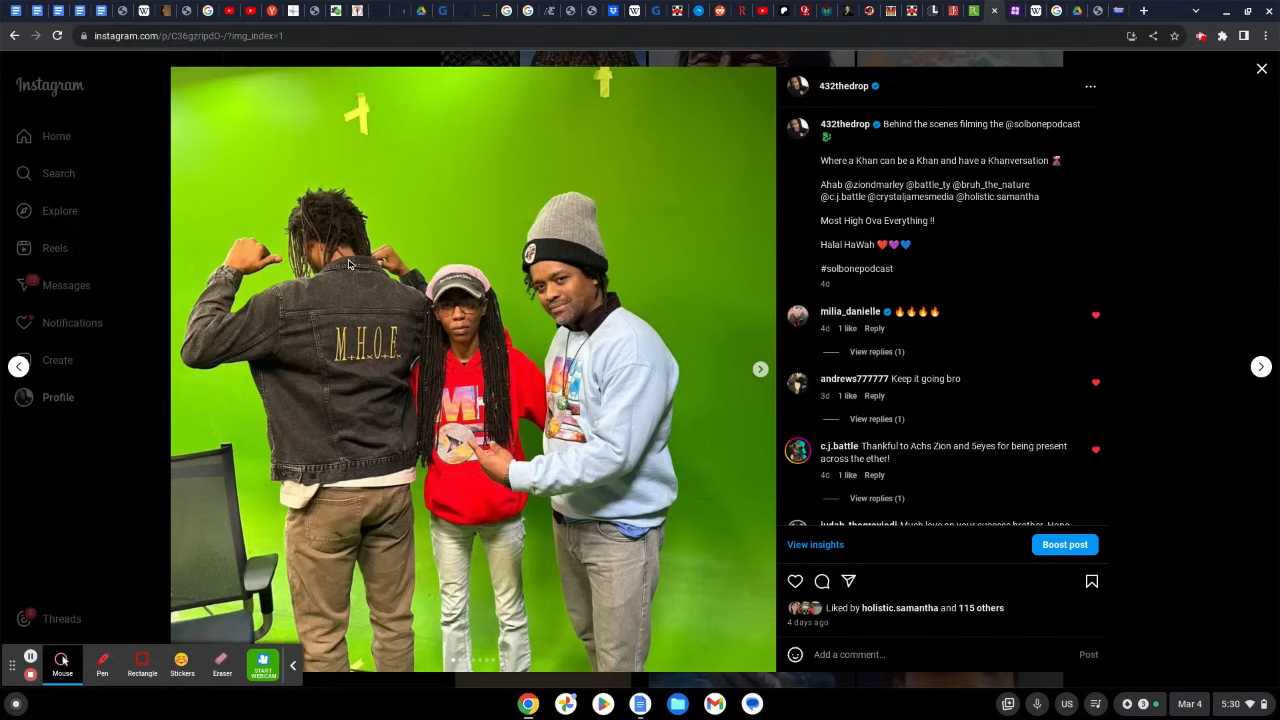 instagram.com/p/C36gzripdO-/?img_index=1
Instagram
Home
Search
Explore
Reels
Messages
Notifications
Create
Profile
Threads
M.H.O.E.
432thedrop
432thedrop Behind the scenes filming the @solbonepodcast
Where a Khan can be a Khan and have a Khanversation
Ahab @ziondmarley @battle_ty @bruh_the_nature
@c.j.battle @crystaljamesmedia @holistic.samantha
Most High Ova Everything !!
Halal HaWah ❤️💜💙
#solbonepodcast
4d
milia_danielle 🔥🔥🔥🔥
4d 1 like Reply
View replies (1)
andrews777777 Keep it going bro
3d 1 like Reply
View replies (1)
c.j.battle Thankful to Achs Zion and 5eyes for being present
across the ether!
4d 1 like Reply
View replies (1)
View insights
Boost post
Liked by holistic.samantha and 115 others
4 days ago
Add a comment...
Post
Mouse
Pen
Rectangle
Stickers
Eraser
START
WEBCAM
US
3
Mar 4
5:30